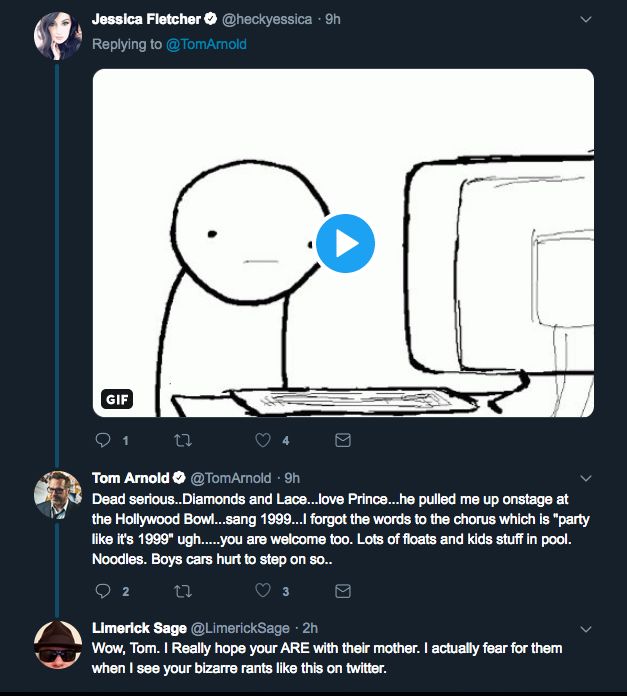 Jessica Fletcher @heckyessica · 9h
Replying to @TomArnold
GIF
1 4
Tom Arnold @TomArnold · 9h
Dead serious..Diamonds and Lace...love Prince...he pulled me up onstage at
the Hollywood Bowl...sang 1999...I forgot the words to the chorus which is "party
like it's 1999" ugh.....you are welcome too. Lots of floats and kids stuff in pool.
Noodles. Boys cars hurt to step on so..
2 3
Limerick Sage @LimerickSage · 2h
Wow, Tom. I Really hope your ARE with their mother. I actually fear for them
when I see your bizarre rants like this on twitter.